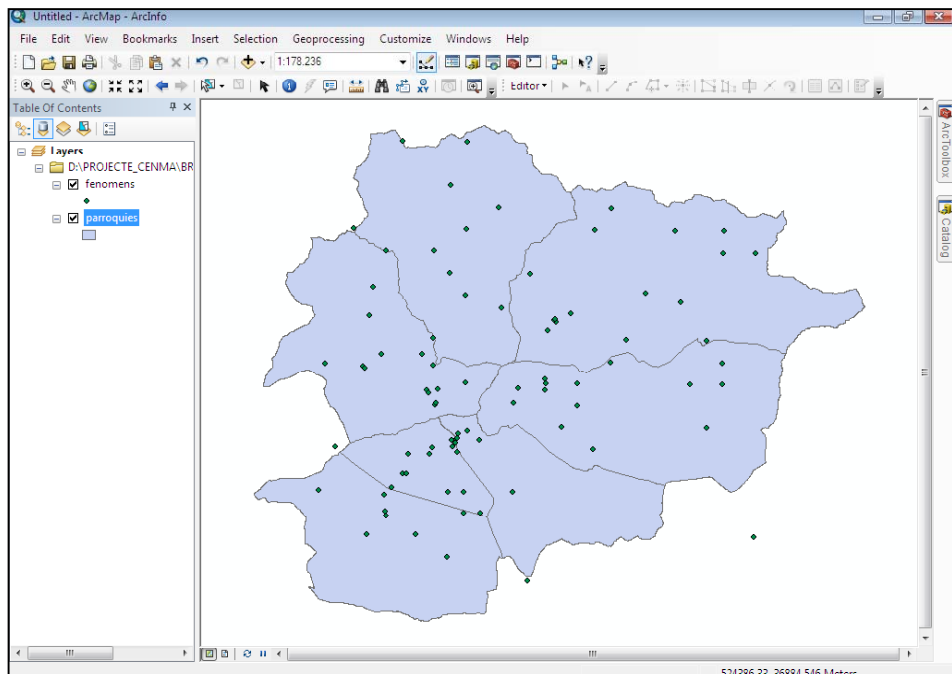 Untitled - ArcMap - ArcInfo
File Edit View Bookmarks Insert Selection Geoprocessing Customize Windows Help
1:178.236
Editor
Table Of Contents
Layers
D:\PROJECTE_CENMA\BR
fenomens
parroquies
ArcToolbox
Catalog
524386,33 36884,546 Meters